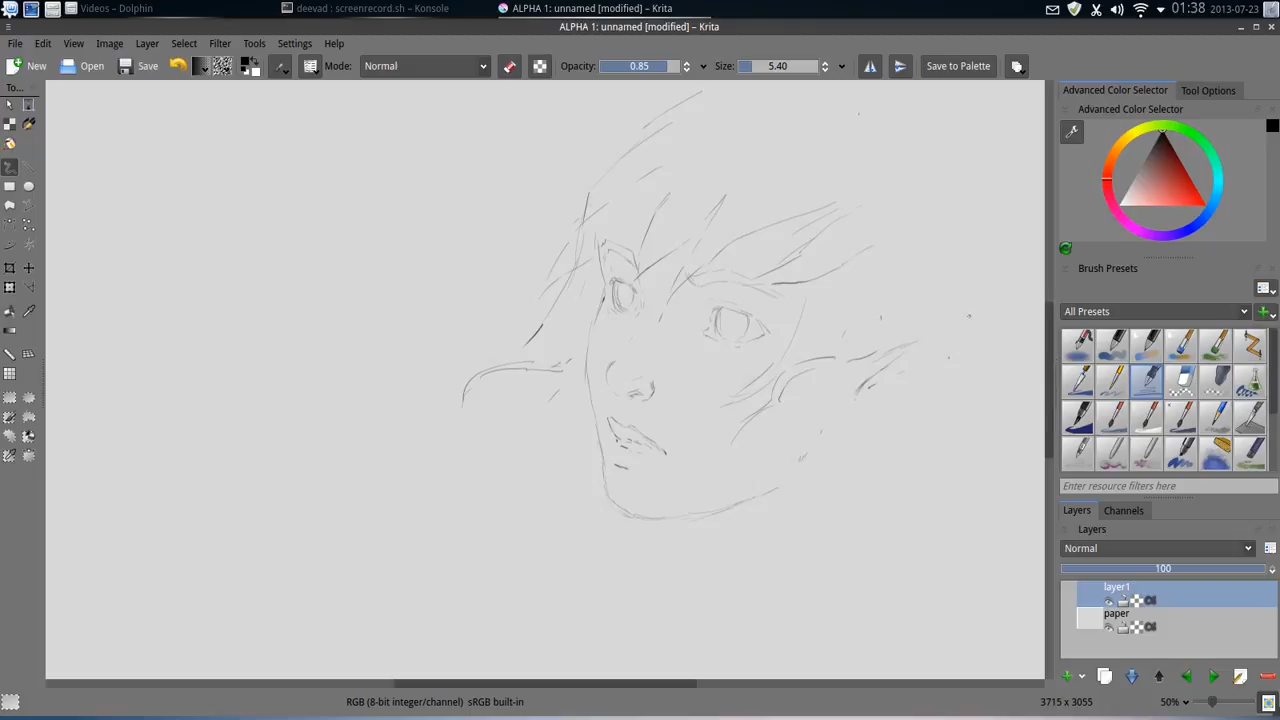 Videos – Dolphin
deevad : screenrecord.sh – Konsole
ALPHA 1: unnamed [modified] – Krita
01:38
2013-07-23
ALPHA 1: unnamed [modified] – Krita
File Edit View Image Layer Select Filter Tools Settings Help
New Open Save Mode: Normal Opacity: 0.85 Size: 5.40 Save to Palette
To...
Advanced Color Selector Tool Options
Advanced Color Selector
Brush Presets
All Presets
Enter resource filters here
Layers Channels
Layers
Normal
100
layer1
paper
RGB (8-bit integer/channel) sRGB built-in
3715 x 3055
50%